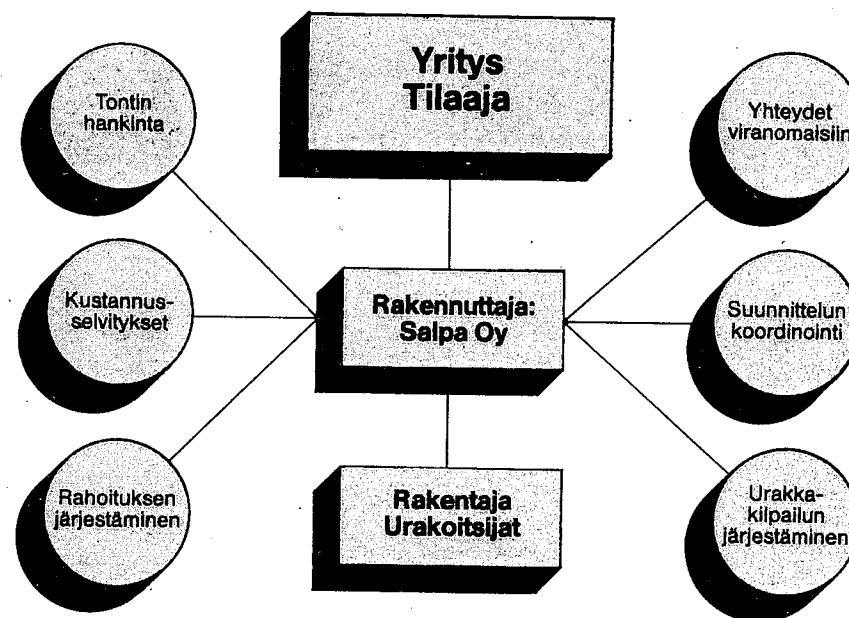 Yritys
Tilaaja
Tontin
hankinta
Yhteydet
viranomaisiin
Kustannus-
selvitykset
Rakennuttaja:
Salpa Oy
Suunnittelun
koordinointi
Rahoituksen
järjestäminen
Rakentaja
Urakoitsijat
Urakka-
kilpailun
järjestäminen